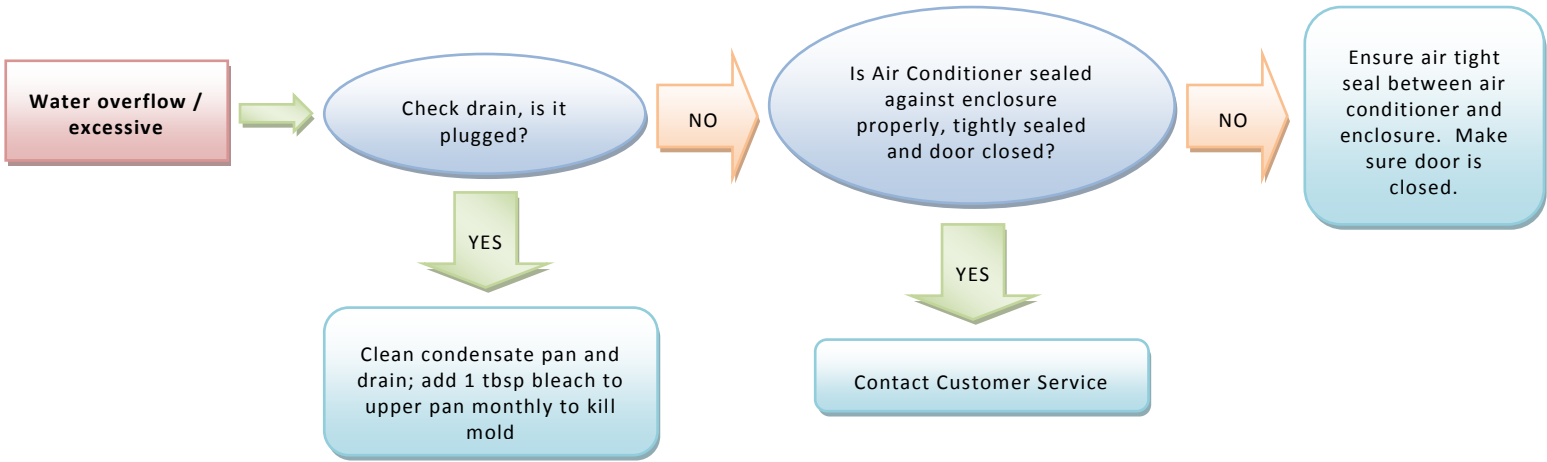 Water overflow /
excessive
Check drain, is it
plugged?
NO
Is Air Conditioner sealed
against enclosure
properly, tightly sealed
and door closed?
NO
Ensure air tight
seal between air
conditioner and
enclosure.  Make
sure door is
closed.
YES
Clean condensate pan and
drain; add 1 tbsp bleach to
upper pan monthly to kill
mold
YES
Contact Customer Service